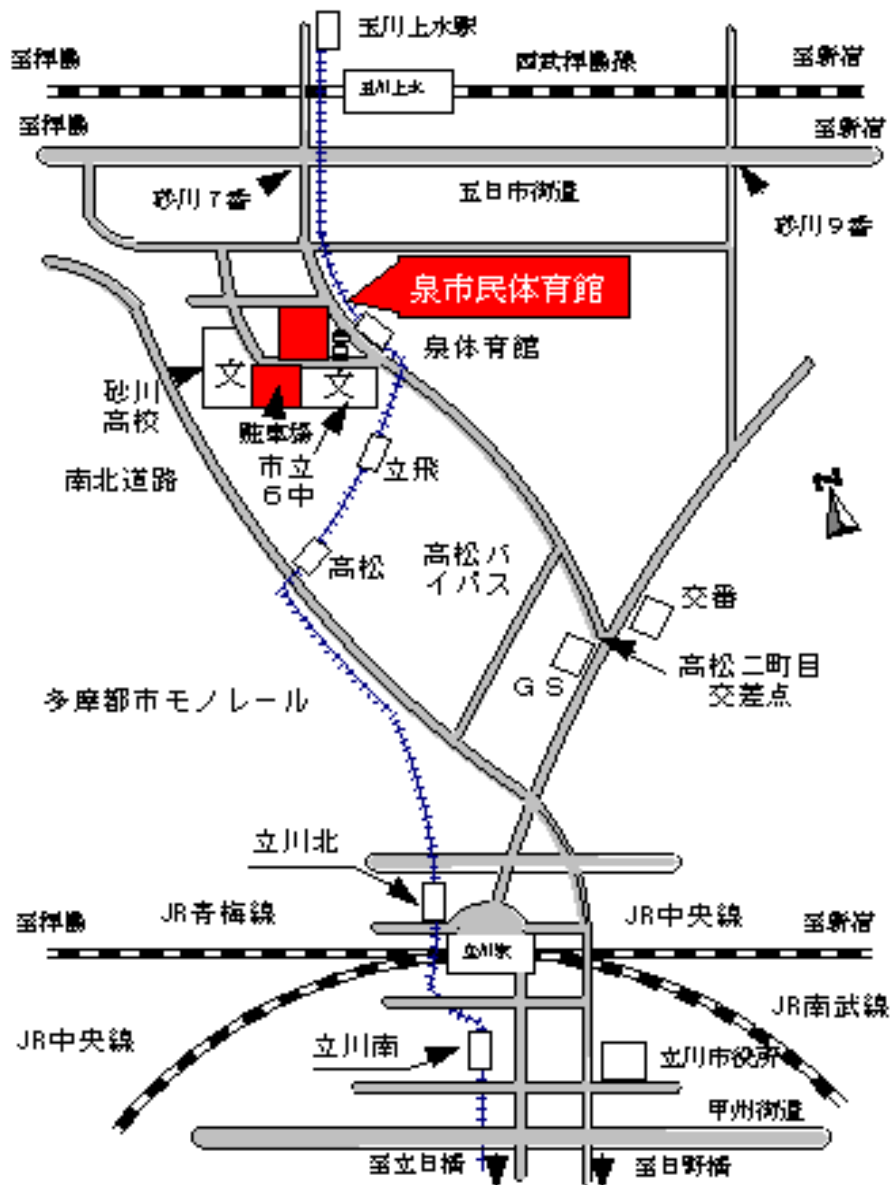 玉川上水駅
至拝島
西武拝島線
至新宿
玉川上水
至拝島
至新宿
砂川7番
五日市街道
砂川9番
泉市民体育館
泉体育館
文
文
砂川
高校
駐車場
市立
6中
立飛
南北道路
高松
高松バ
イパス
交番
GS
高松二町目
交差点
多摩都市モノレール
立川北
至拝島
JR青梅線
JR中央線
至新宿
立川駅
JR中央線
立川南
JR南武線
立川市役所
甲州街道
至立日橋
至日野橋